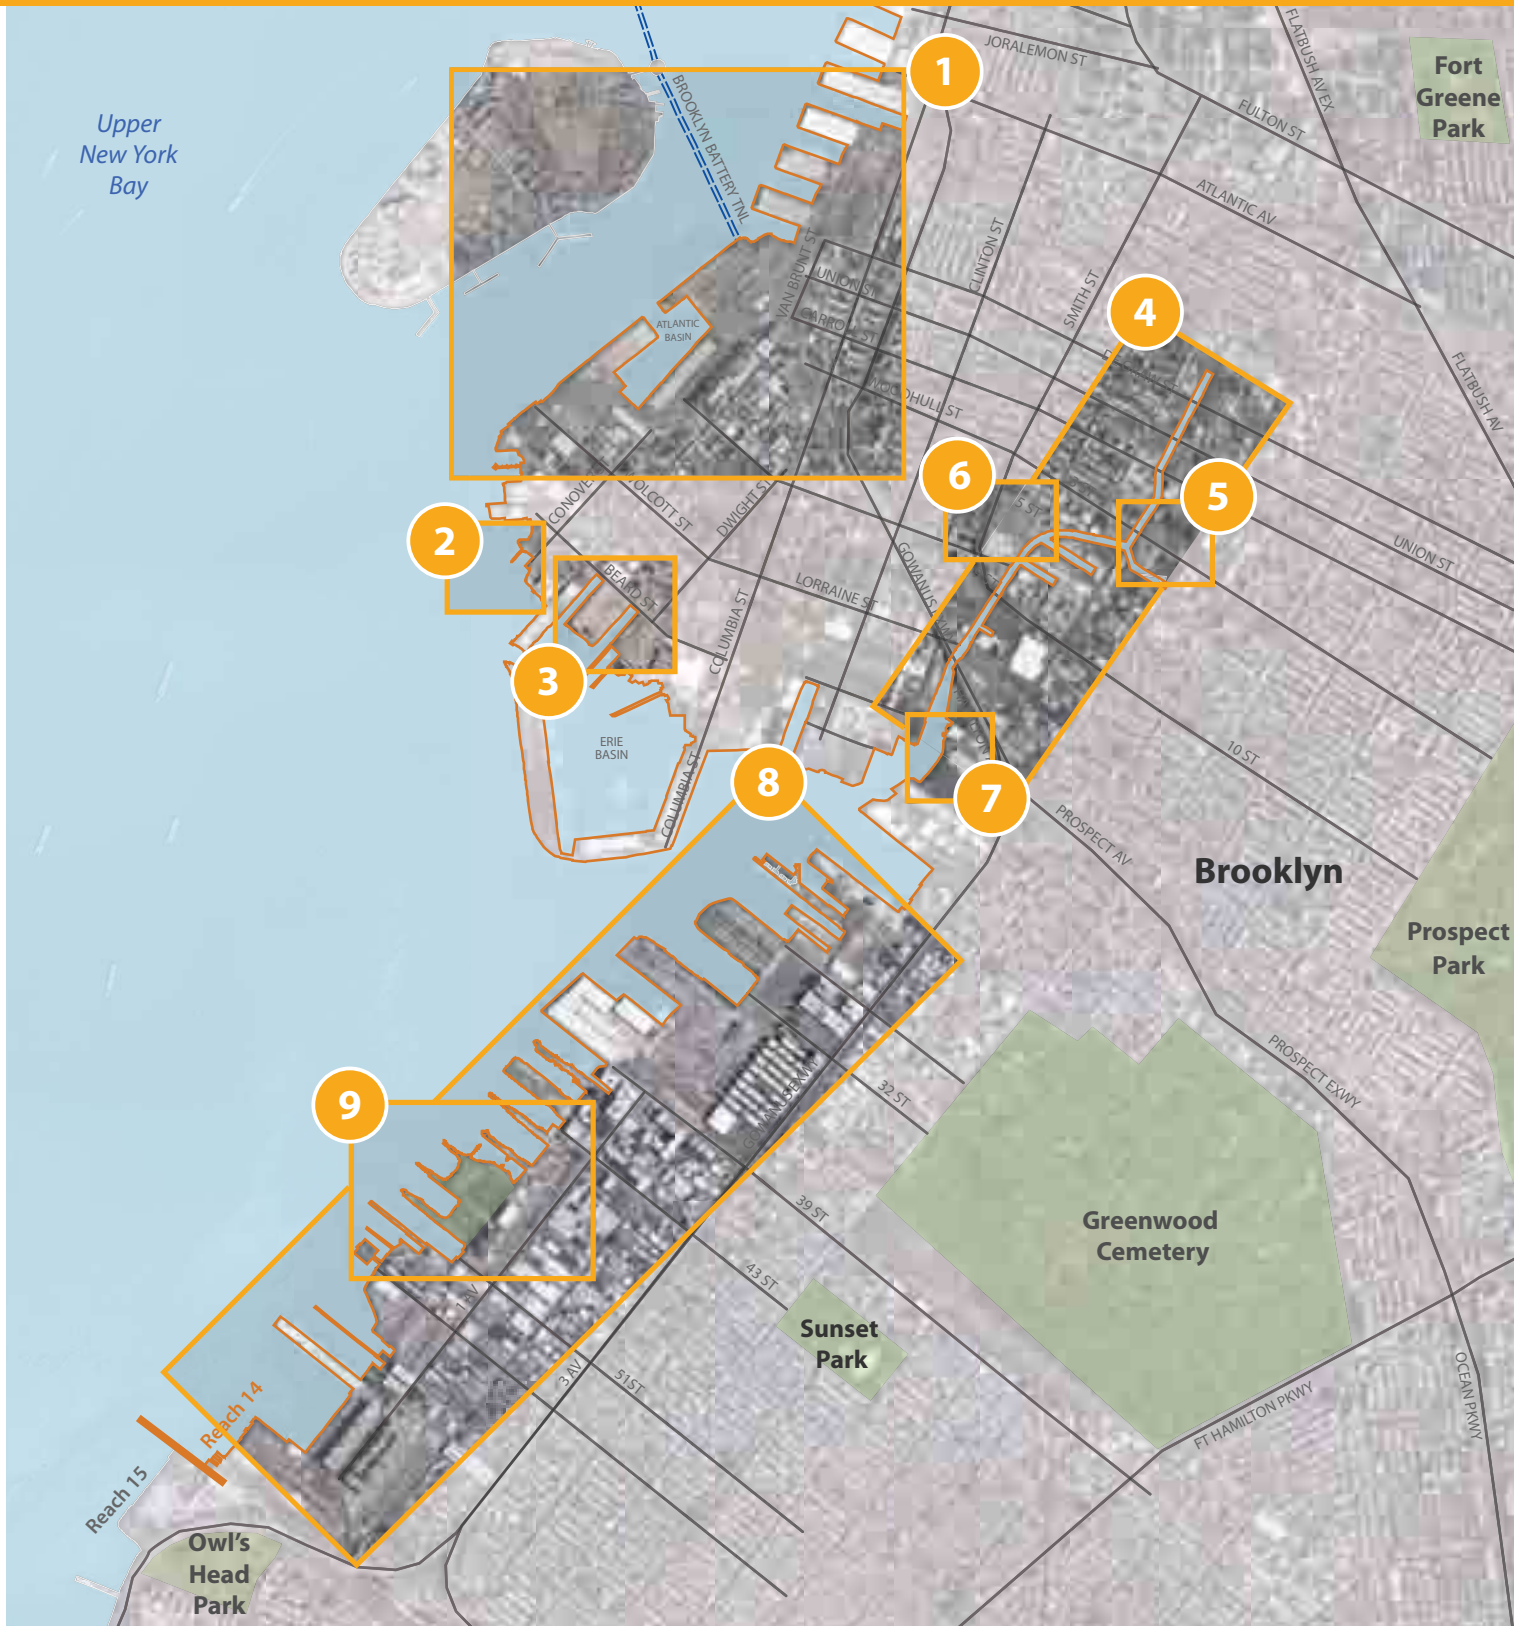 JORALEMON ST
FLATBUSH AV EX
Fort
Greene
Park
1
BROOKLYN BATTERY TNL
FULTON ST
Upper
New York
Bay
ATLANTIC AV
VAN BRUNT ST
CLINTON ST
UNION ST
SMITH ST
4
CARROLL ST
ATLANTIC
BASIN
DEGRAW ST
FLATBUSH AV
WOODHULL ST
6
5
5 ST
CONOVER
WOLCOTT ST
DWIGHT ST
2
GOWANUS EXWY
UNION ST
BEARD ST
LORRAINE ST
COLUMBIA ST
3
ERIE
BASIN
10 ST
COLUMBIA ST
8
7
PROSPECT AV
Brooklyn
Prospect
Park
GOWANUS EXWY
32 ST
PROSPECT EXWY
9
39 ST
Greenwood
Cemetery
43 ST
1 AV
Sunset
Park
3 AV
51ST
OCEAN PKWY
FT HAMILTON PKWY
Reach 14
Reach 15
Owl's
Head
Park